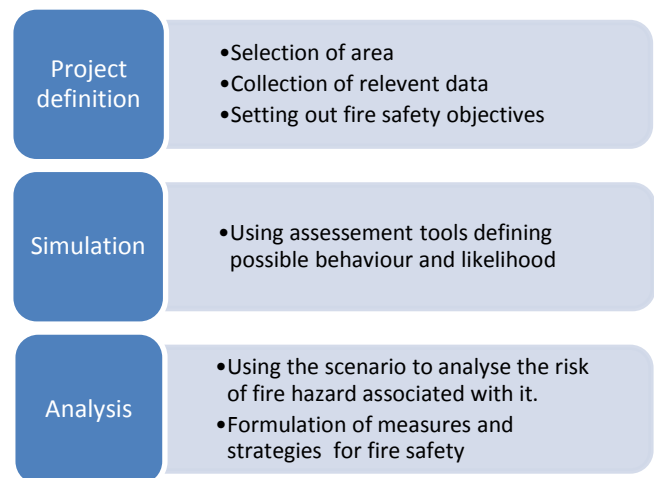 Project
definition
•Selection of area
•Collection of relevent data
•Setting out fire safety objectives
Simulation
•Using assessement tools defining
possible behaviour and likelihood
Analysis
•Using the scenario to analyse the risk
of fire hazard associated with it.
•Formulation of measures and
strategies for fire safety